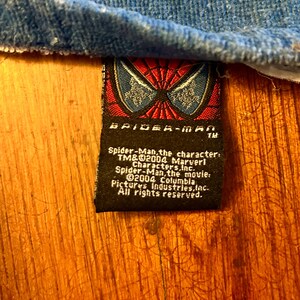 SPIDER-MAN
TM
Spider-Man,the character
TM&©2004 Marvel
Characters,Inc.
Spider-Man,the movie:
©2004 Columbia
Pictures Industries,Inc.
All rights reserved.